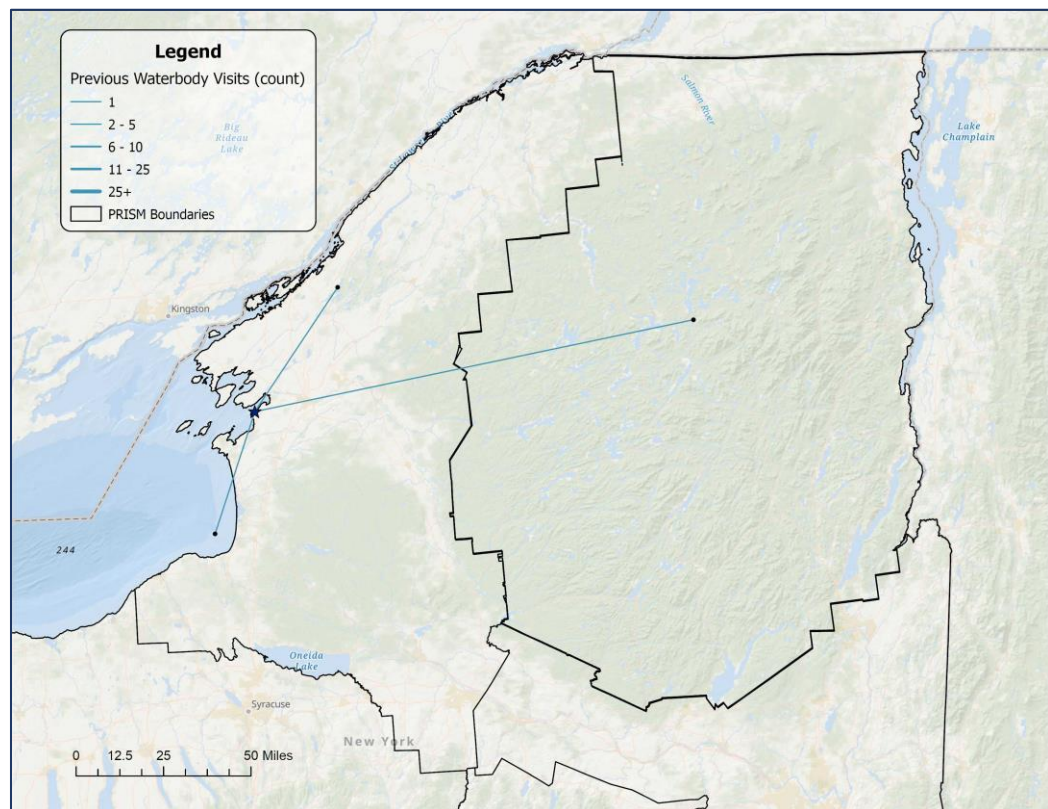 Legend
Previous Waterbody Visits (count)
1
2 - 5
6 - 10
11 - 25
25+
PRISM Boundaries
Big
Rideau
Lake
Salmon River
Lake
Champlain
Kingston
244
Oneida
Lake
Syracuse
New York
0 12.5 25 50 Miles